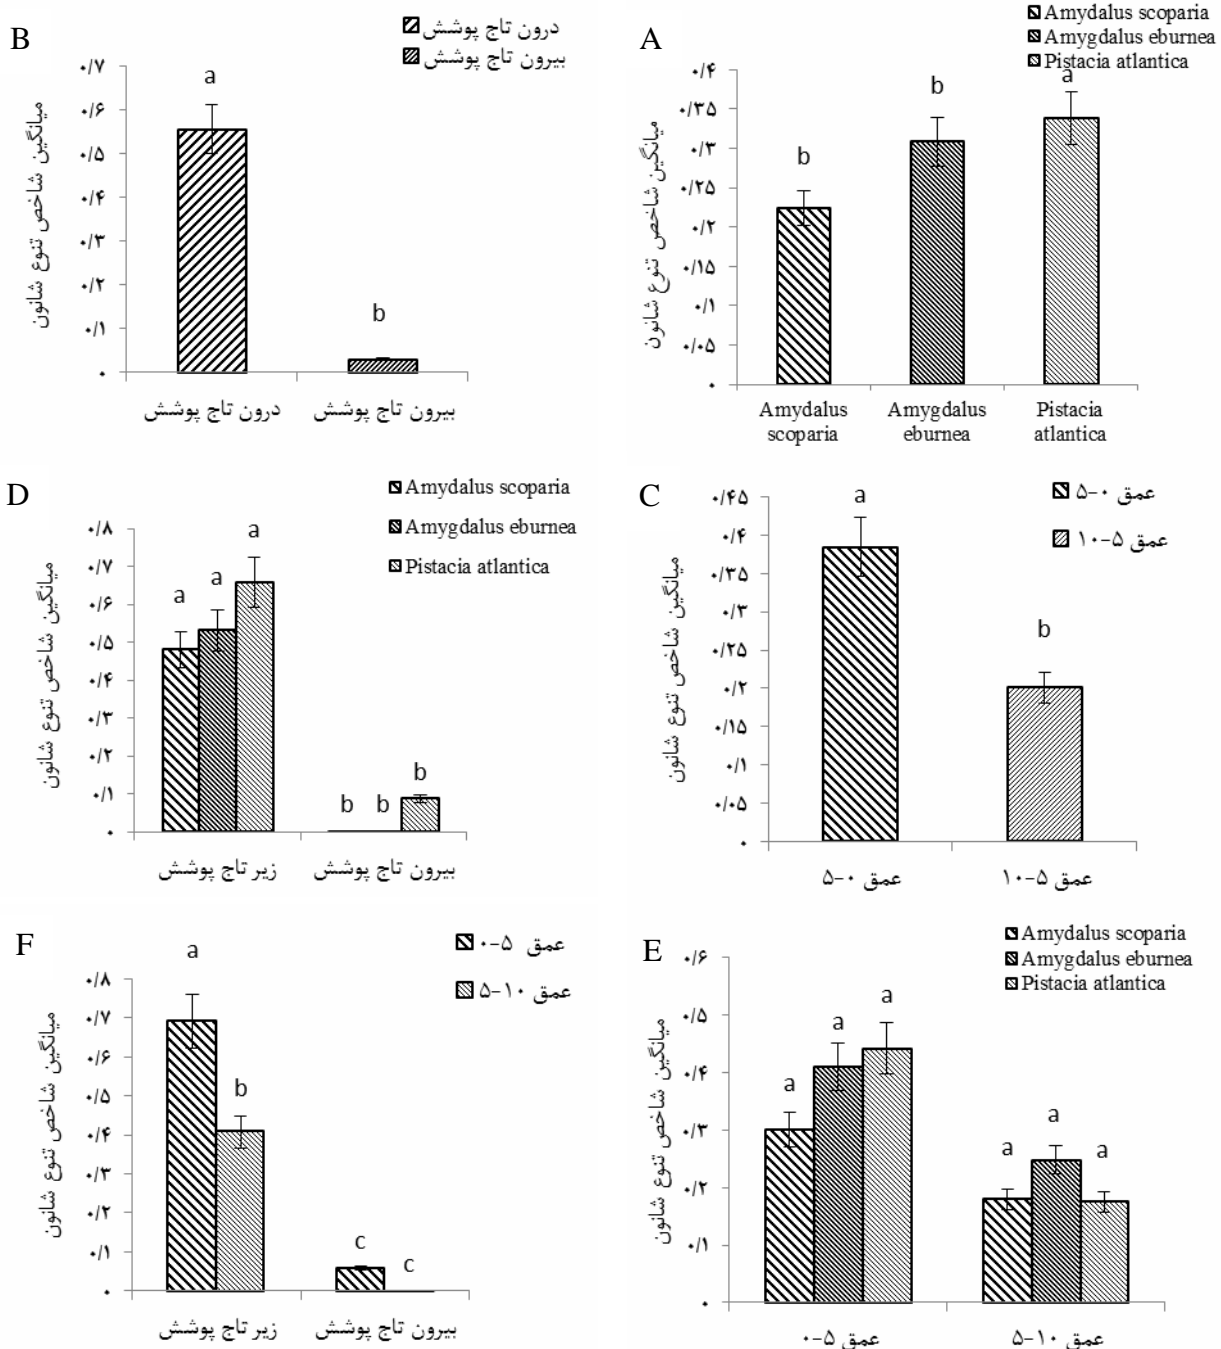 B
درون تاج پوشش
بیرون تاج پوشش
میانگین شاخص تنوع شانون
۰/۷
۰/۶
۰/۵
۰/۴
۰/۳
۰/۲
۰/۱
۰
a
b
درون تاج پوشش
بیرون تاج پوشش
A
Amydalus scoparia
Amygdalus eburnea
Pistacia atlantica
میانگین شاخص تنوع شانون
۰/۴
۰/۳۵
۰/۳
۰/۲۵
۰/۲
۰/۱۵
۰/۱
۰/۰۵
۰
b
b
a
Amydalus
scoparia
Amygdalus
eburnea
Pistacia
atlantica
D
Amydalus scoparia
Amygdalus eburnea
Pistacia atlantica
میانگین شاخص تنوع شانون
۰/۸
۰/۷
۰/۶
۰/۵
۰/۴
۰/۳
۰/۲
۰/۱
۰
a
a
a
b
b
b
زیر تاج پوشش
بیرون تاج پوشش
C
عمق ۰-۵
عمق ۵-۱۰
میانگین شاخص تنوع شانون
۰/۴۵
۰/۴
۰/۳۵
۰/۳
۰/۲۵
۰/۲
۰/۱۵
۰/۱
۰/۰۵
۰
a
b
عمق ۰-۵
عمق ۵-۱۰
F
عمق ۵-۰
عمق ۱۰-۵
میانگین شاخص تنوع شانون
۰/۸
۰/۷
۰/۶
۰/۵
۰/۴
۰/۳
۰/۲
۰/۱
۰
a
b
c
c
زیر تاج پوشش
بیرون تاج پوشش
E
Amydalus scoparia
Amygdalus eburnea
Pistacia atlantica
میانگین شاخص تنوع شانون
۰/۶
۰/۵
۰/۴
۰/۳
۰/۲
۰/۱
۰
a
a
a
a
a
a
عمق ۵-۰
عمق ۱۰-۵